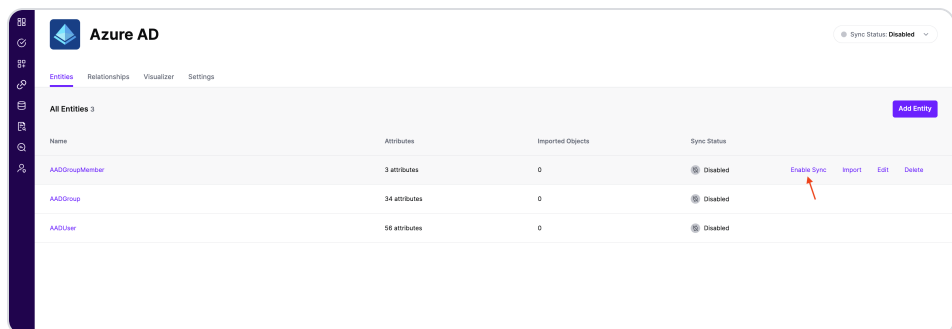 Azure AD
Sync Status: Disabled
Entities Relationships Visualizer Settings
All Entities 3
Add Entity
Name Attributes Imported Objects Sync Status
AADGroupMember 3 attributes 0 Disabled Enable Sync Import Edit Delete
AADGroup 34 attributes 0 Disabled
AADUser 56 attributes 0 Disabled